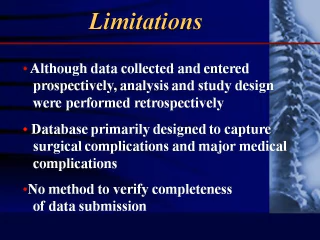 Limitations
• Although data collected and entered
prospectively, analysis and study design
were performed retrospectively
• Database primarily designed to capture
surgical complications and major medical
complications
•No method to verify completeness
of data submission